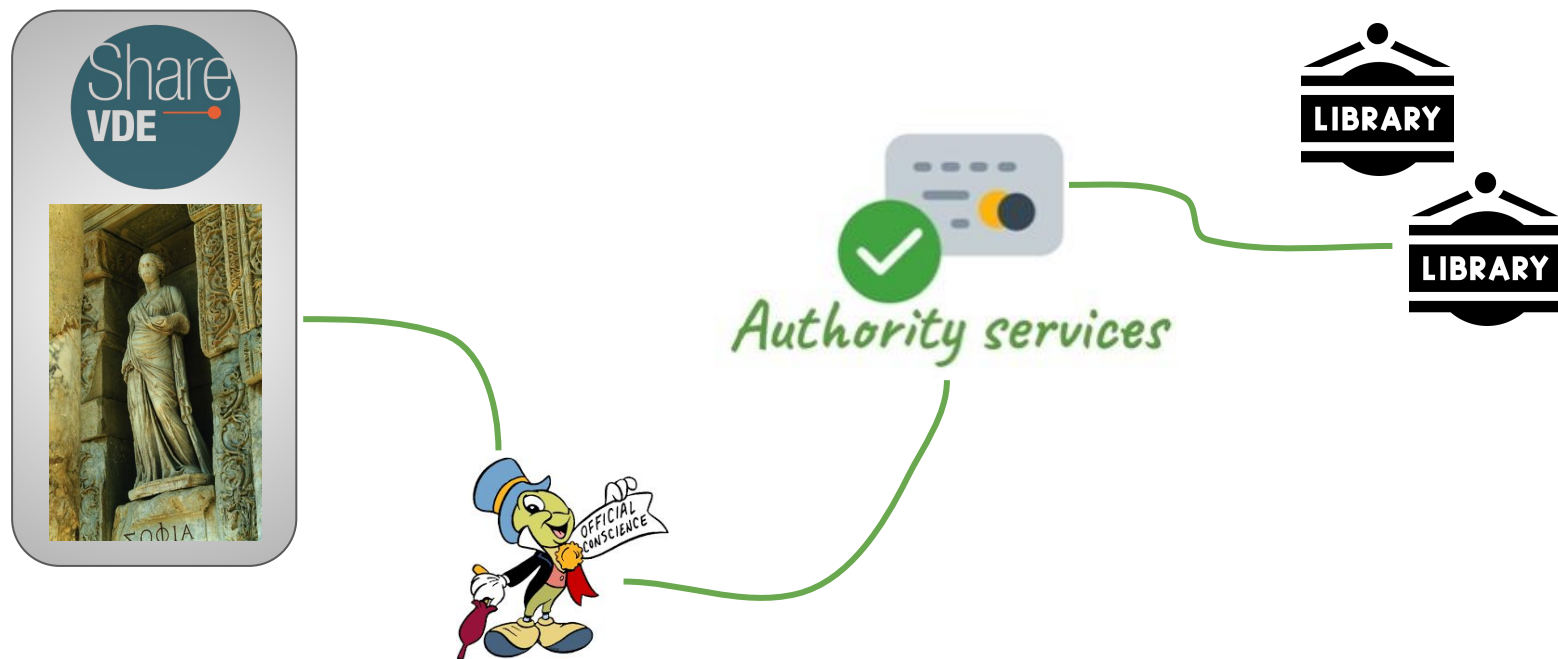 Share
VDE
ΣΟΦΙΑ
OFFICIAL
CONSCIENCE
Authority services
LIBRARY
LIBRARY